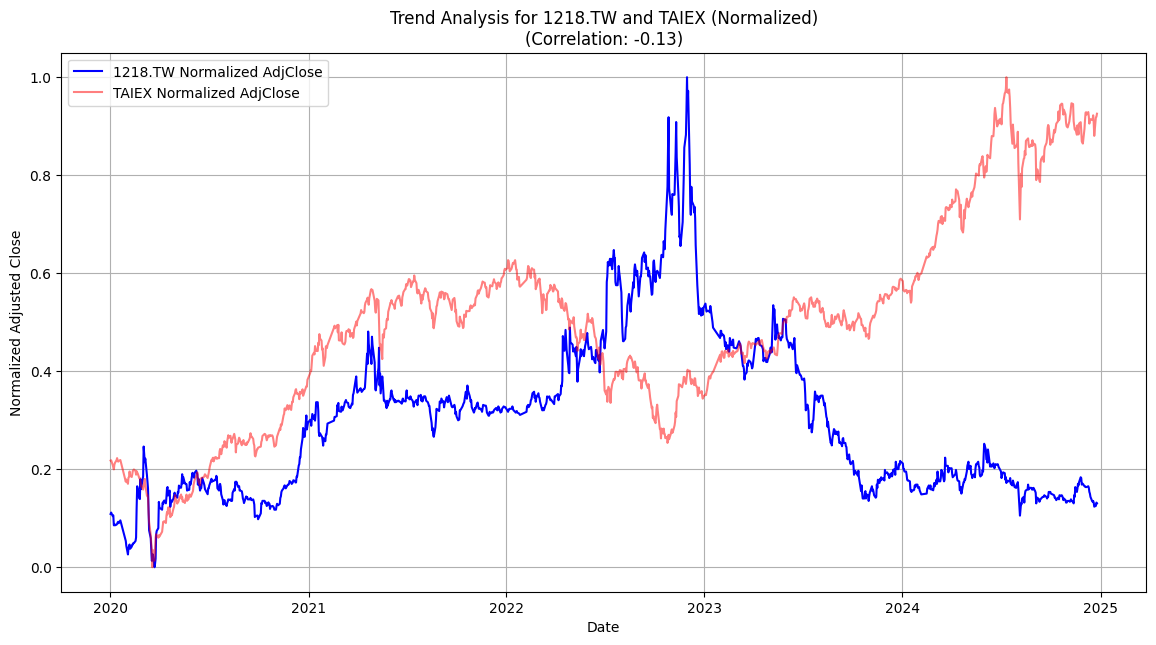 Trend Analysis for 1218.TW and TAIEX (Normalized)
(Correlation: -0.13)
1218.TW Normalized AdjClose
TAIEX Normalized AdjClose
Normalized Adjusted Close
1.0
0.8
0.6
0.4
0.2
0.0
2020
2021
2022
2023
2024
2025
Date